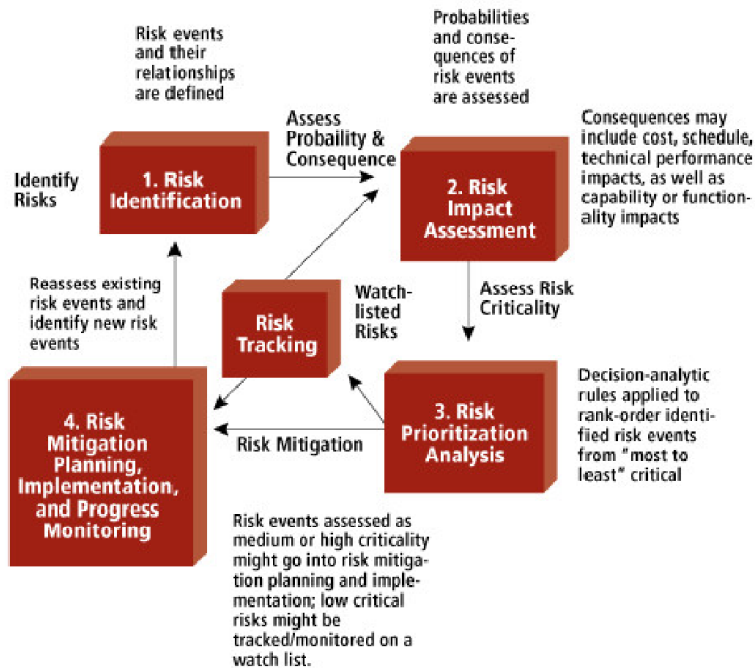 Risk events
and their
relationships
are defined
Probabilities
and conse-
quences of
risk events
are assessed
Assess
Probaility &
Consequence
Consequences may
include cost, schedule,
technical performance
impacts, as well as
capability or function-
ality impacts
Identify
Risks
1. Risk
Identification
2. Risk
Impact
Assessment
Reassess existing
risk events and
identify new risk
events
Risk
Tracking
Watch-
listed
Risks
Assess Risk
Criticality
4. Risk
Mitigation
Planning,
Implementation,
and Progress
Monitoring
Risk Mitigation
3. Risk
Prioritization
Analysis
Decision-analytic
rules applied to
rank-order identi-
fied risk events
from “most to
least” critical
Risk events assessed as
medium or high criticality
might go into risk mitiga-
tion planning and imple-
mentation; low critical
risks might be
tracked/monitored on a
watch list.